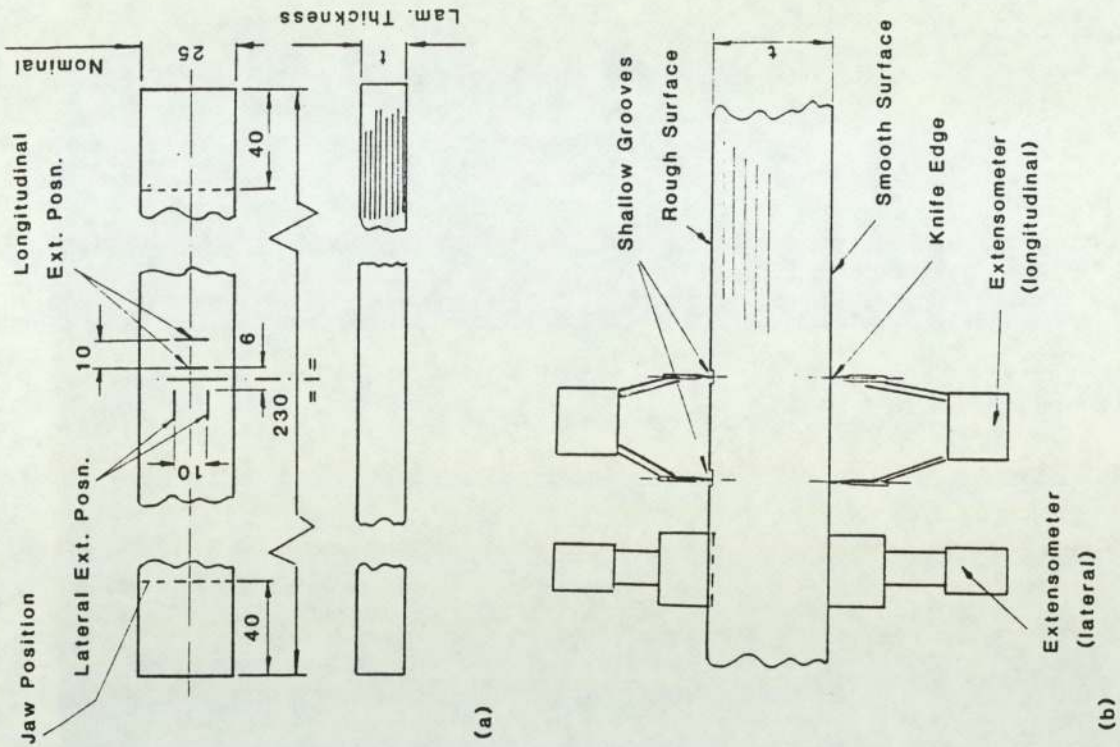 Jaw Position
Lateral Ext. Posn.
Longitudinal
Ext. Posn.
Nominal
25
10
10
6
40
40
230
= =
Lam. Thickness
t
(a)
Shallow Grooves
Rough Surface
t
Smooth Surface
Knife Edge
Extensometer
(longitudinal)
Extensometer
(lateral)
(b)